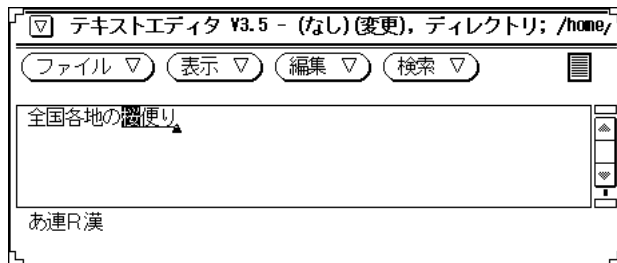 テキストエディタ V3.5 - (なし)(変更), ディレクトリ; /home/
ファイル 表示 編集 検索
全国各地の桜便り
あ連R漢